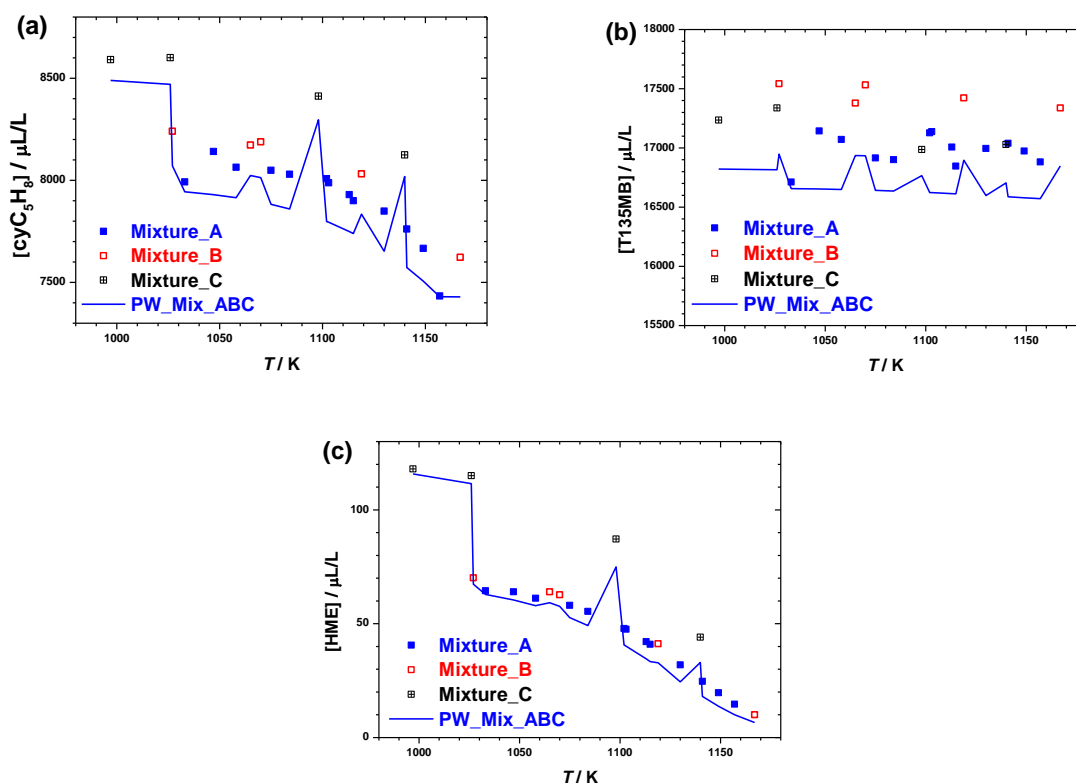 (a)
[cyC5H8] / μL/L
8500
8000
7500
Mixture_A
Mixture_B
Mixture_C
PW_Mix_ABC
1000 1050 1100 1150
T / K
(b)
[T135MB] / μL/L
18000
17500
17000
16500
16000
15500
Mixture_A
Mixture_B
Mixture_C
PW_Mix_ABC
1000 1050 1100 1150
T / K
(c)
[HME] / μL/L
100
50
0
Mixture_A
Mixture_B
Mixture_C
PW_Mix_ABC
1000 1050 1100 1150
T / K